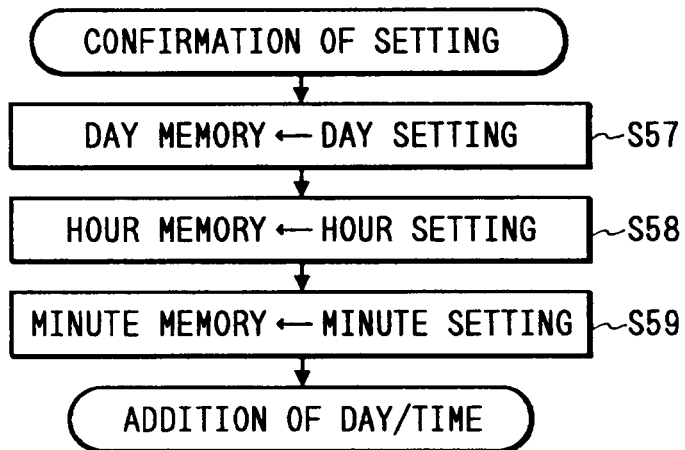 CONFIRMATION OF SETTING
DAY MEMORY ← DAY SETTING
S57
HOUR MEMORY ← HOUR SETTING
S58
MINUTE MEMORY ← MINUTE SETTING
S59
ADDITION OF DAY/TIME